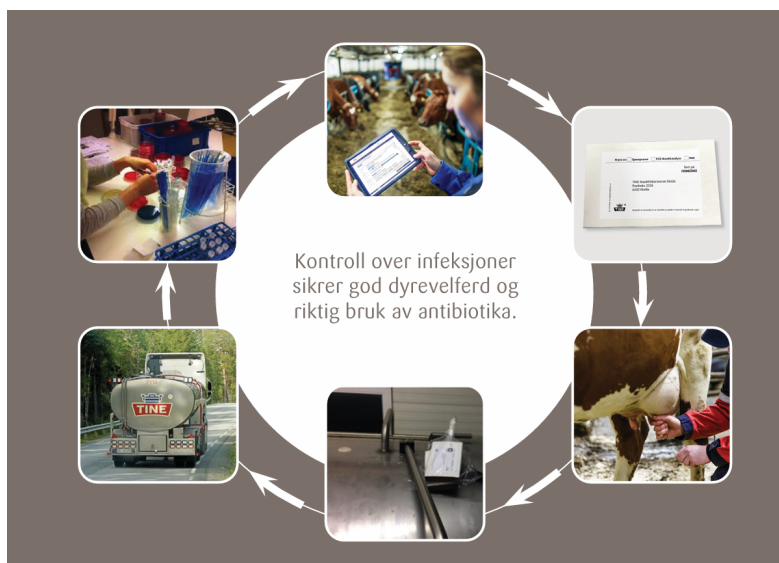 Kontroll over infeksjoner
sikrer god dyrevelferd og
riktig bruk av antibiotika.
TINE
TINE